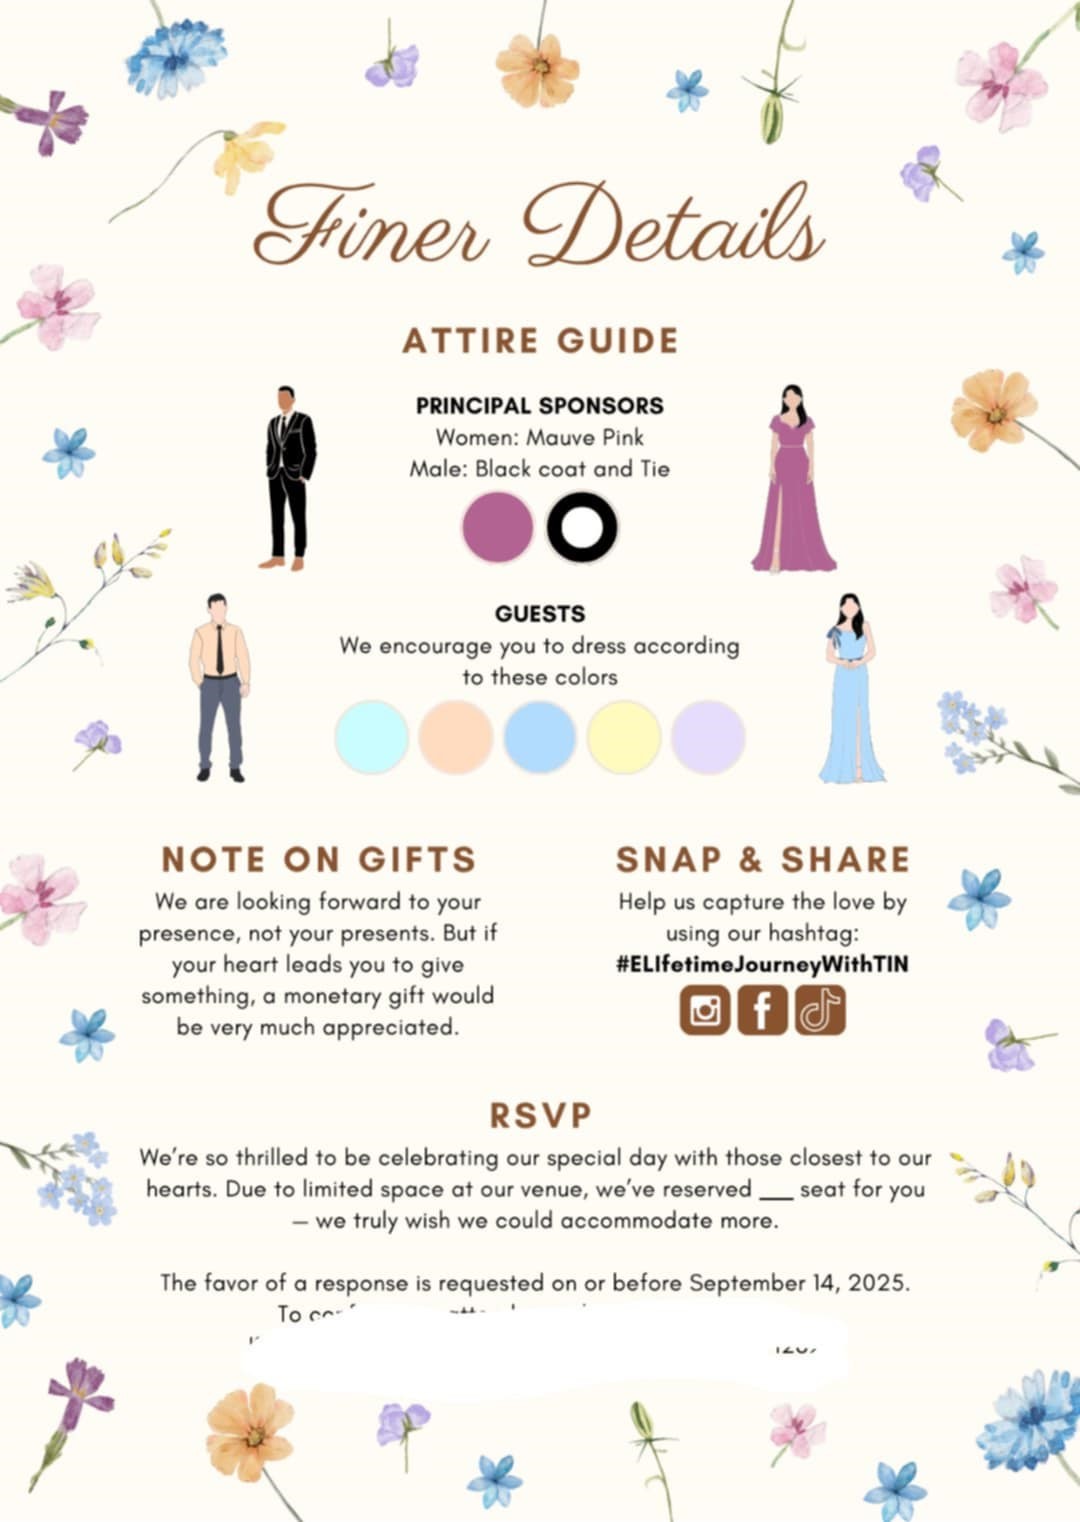 Finer Details
ATTIRE GUIDE
PRINCIPAL SPONSORS
Women: Mauve Pink
Male: Black coat and Tie
GUESTS
We encourage you to dress according
to these colors
NOTE ON GIFTS
We are looking forward to your
presence, not your presents. But if
your heart leads you to give
something, a monetary gift would
be very much appreciated.
SNAP & SHARE
Help us capture the love by
using our hashtag:
#ELIfetimeJourneyWithTIN
RSVP
We're so thrilled to be celebrating our special day with those closest to our
hearts. Due to limited space at our venue, we've reserved ___ seat for you
— we truly wish we could accommodate more.
The favor of a response is requested on or before September 14, 2025.
To